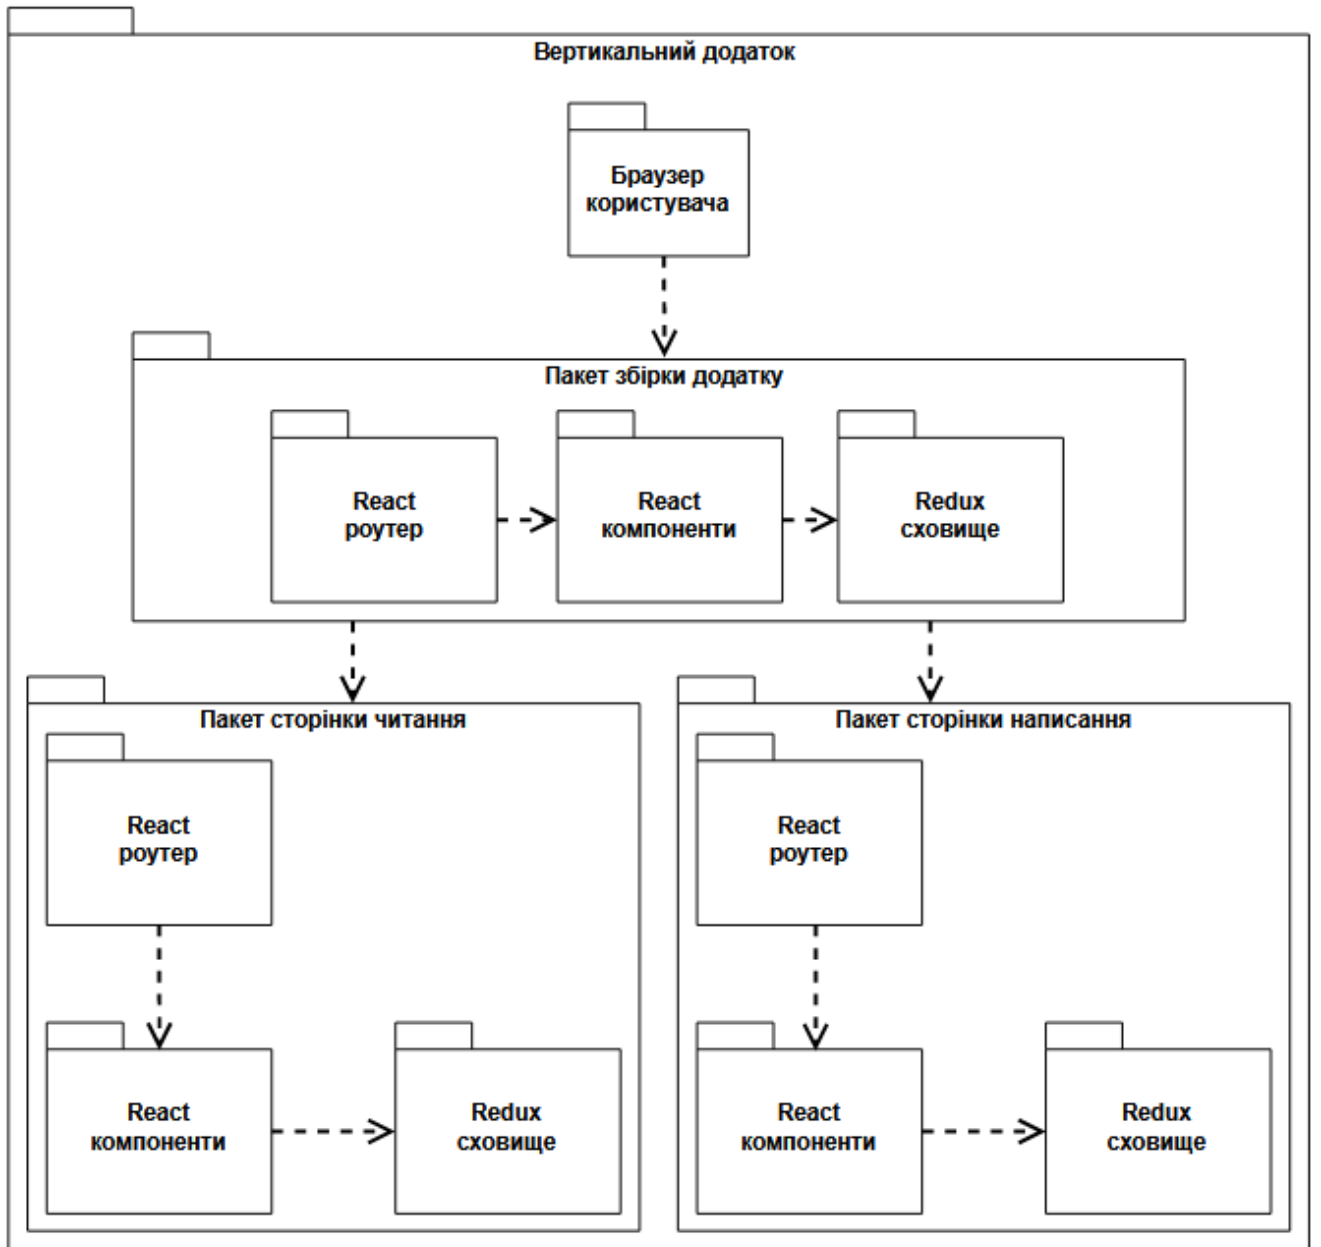 Вертикальний додаток
Браузер
користувача
Пакет збірки додатку
React
роутер
React
компоненти
Redux
сховище
Пакет сторінки читання
React
роутер
React
компоненти
Redux
сховище
Пакет сторінки написання
React
роутер
React
компоненти
Redux
сховище